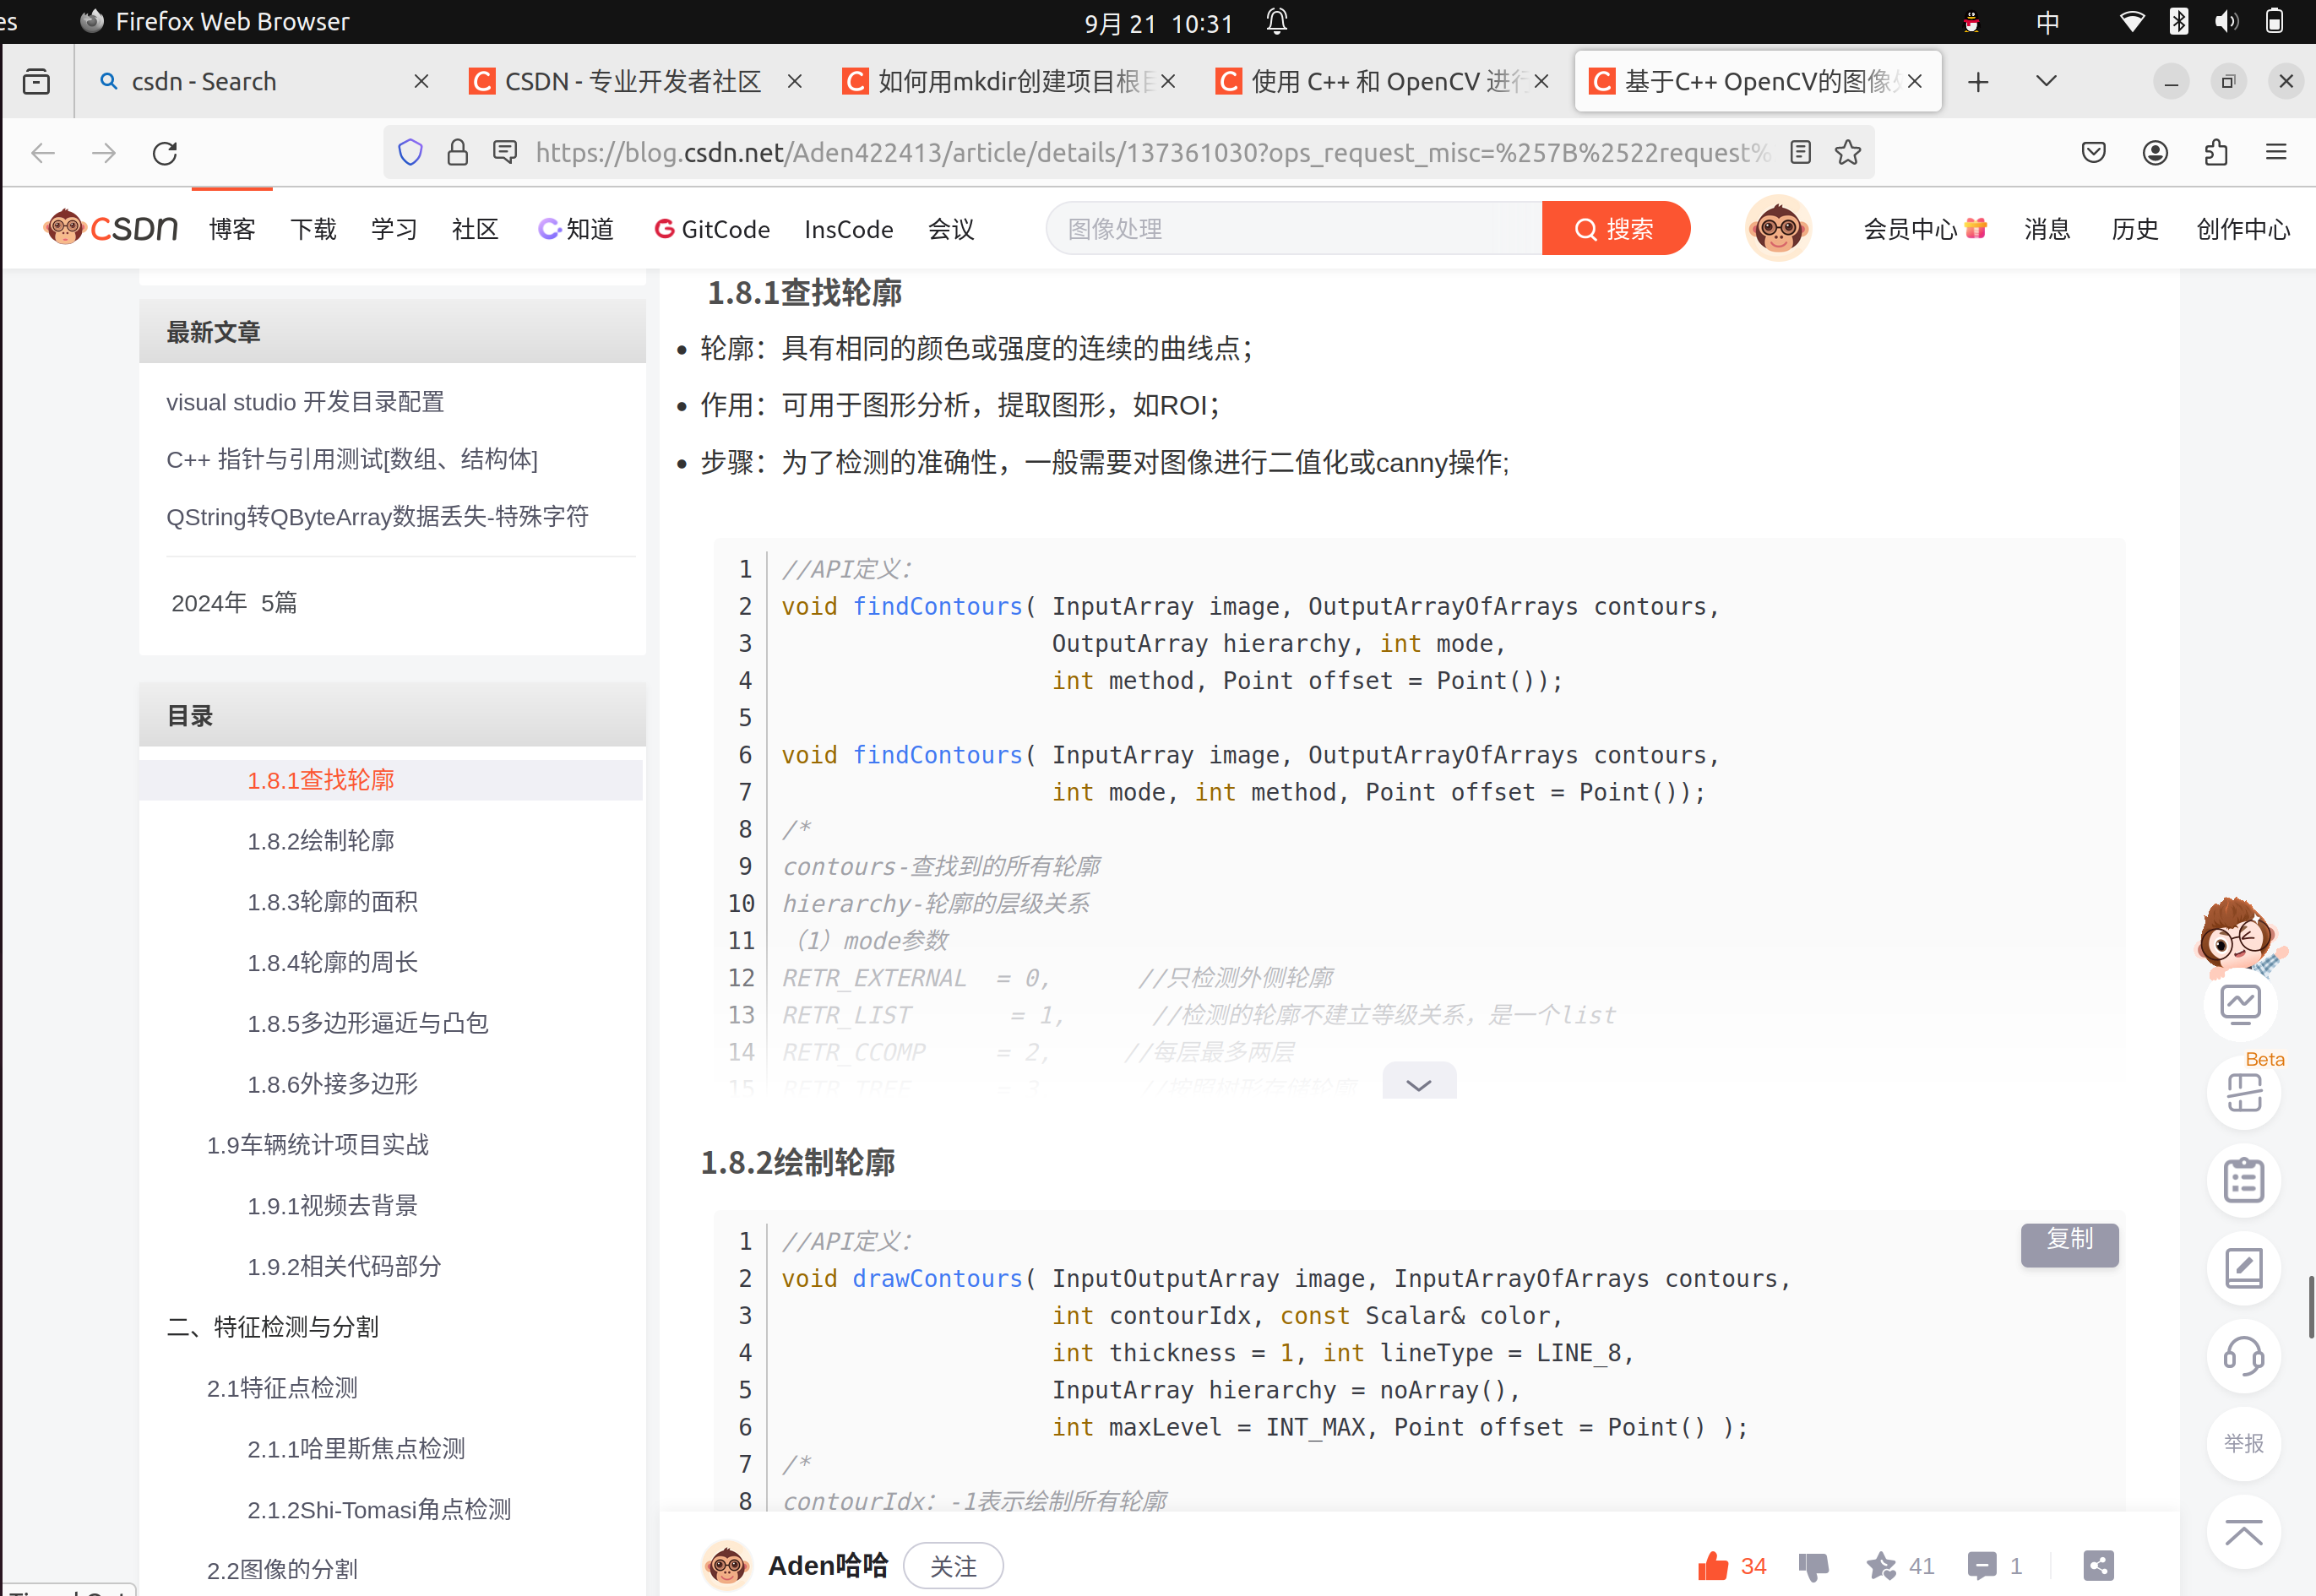 es Firefox Web Browser 9月 21 10:31 中
csdn - Search
CSDN - 专业开发者社区
如何用mkdir创建项目根目
使用 C++ 和 OpenCV 进行
基于C++ OpenCV的图像处
https://blog.csdn.net/Aden422413/article/details/137361030?ops_request_misc=%257B%2522request%
CSDN 博客 下载 学习 社区 C知道 GitCode InsCode 会议 图像处理 搜索 会员中心 消息 历史 创作中心
最新文章
visual studio 开发目录配置
C++ 指针与引用测试[数组、结构体]
QString转QByteArray数据丢失-特殊字符
2024年 5篇
目录
1.8.1查找轮廓
1.8.2绘制轮廓
1.8.3轮廓的面积
1.8.4轮廓的周长
1.8.5多边形逼近与凸包
1.8.6外接多边形
1.9车辆统计项目实战
1.9.1视频去背景
1.9.2相关代码部分
二、特征检测与分割
2.1特征点检测
2.1.1哈里斯焦点检测
2.1.2Shi-Tomasi角点检测
2.2图像的分割
1.8.1查找轮廓
• 轮廓：具有相同的颜色或强度的连续的曲线点；
• 作用：可用于图形分析，提取图形，如ROI；
• 步骤：为了检测的准确性，一般需要对图像进行二值化或canny操作;
1 //API定义：
2 void findContours( InputArray image, OutputArrayOfArrays contours,
3 OutputArray hierarchy, int mode,
4 int method, Point offset = Point());
5
6 void findContours( InputArray image, OutputArrayOfArrays contours,
7 int mode, int method, Point offset = Point());
8 /*
9 contours-查找到的所有轮廓
10 hierarchy-轮廓的层级关系
11 （1）mode参数
12 RETR_EXTERNAL = 0, //只检测外侧轮廓
13 RETR_LIST = 1, //检测的轮廓不建立等级关系，是一个list
14 RETR_CCOMP = 2, //每层最多两层
15 RETR_TREE = 3, //按照树形存储轮廓
1.8.2绘制轮廓
复制
1 //API定义：
2 void drawContours( InputOutputArray image, InputArrayOfArrays contours,
3 int contourIdx, const Scalar& color,
4 int thickness = 1, int lineType = LINE_8,
5 InputArray hierarchy = noArray(),
6 int maxLevel = INT_MAX, Point offset = Point() );
7 /*
8 contourIdx：-1表示绘制所有轮廓
Aden哈哈 关注 34 41 1
Beta
举报